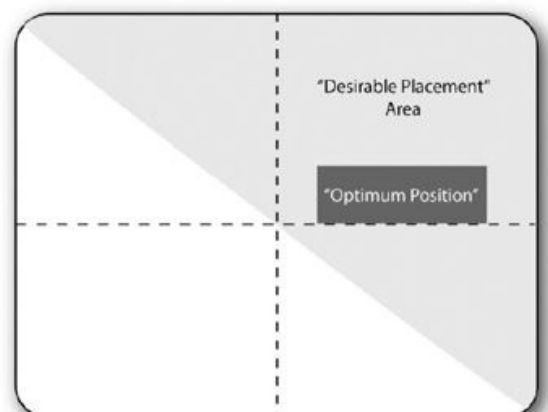 “Desirable Placement”
Area
“Optimum Position”